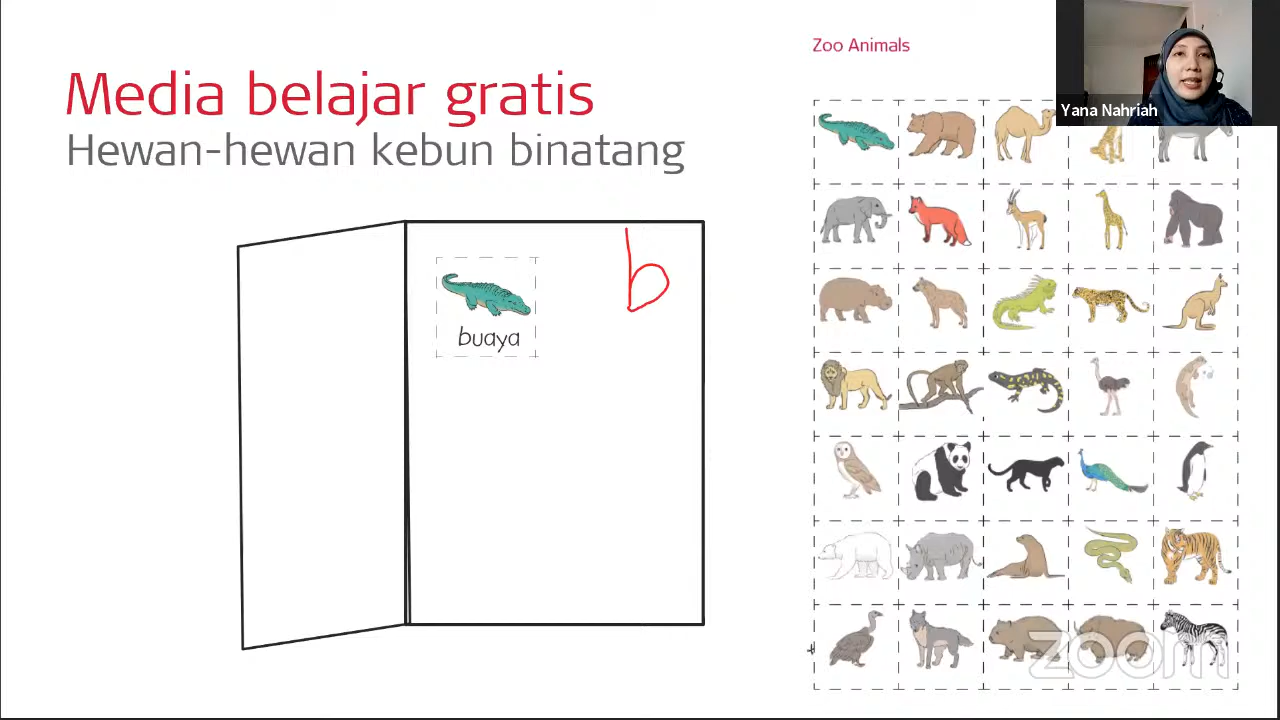 Media belajar gratis
Hewan-hewan kebun binatang
b
buaya
Zoo Animals
Yana Nahriah
zoom